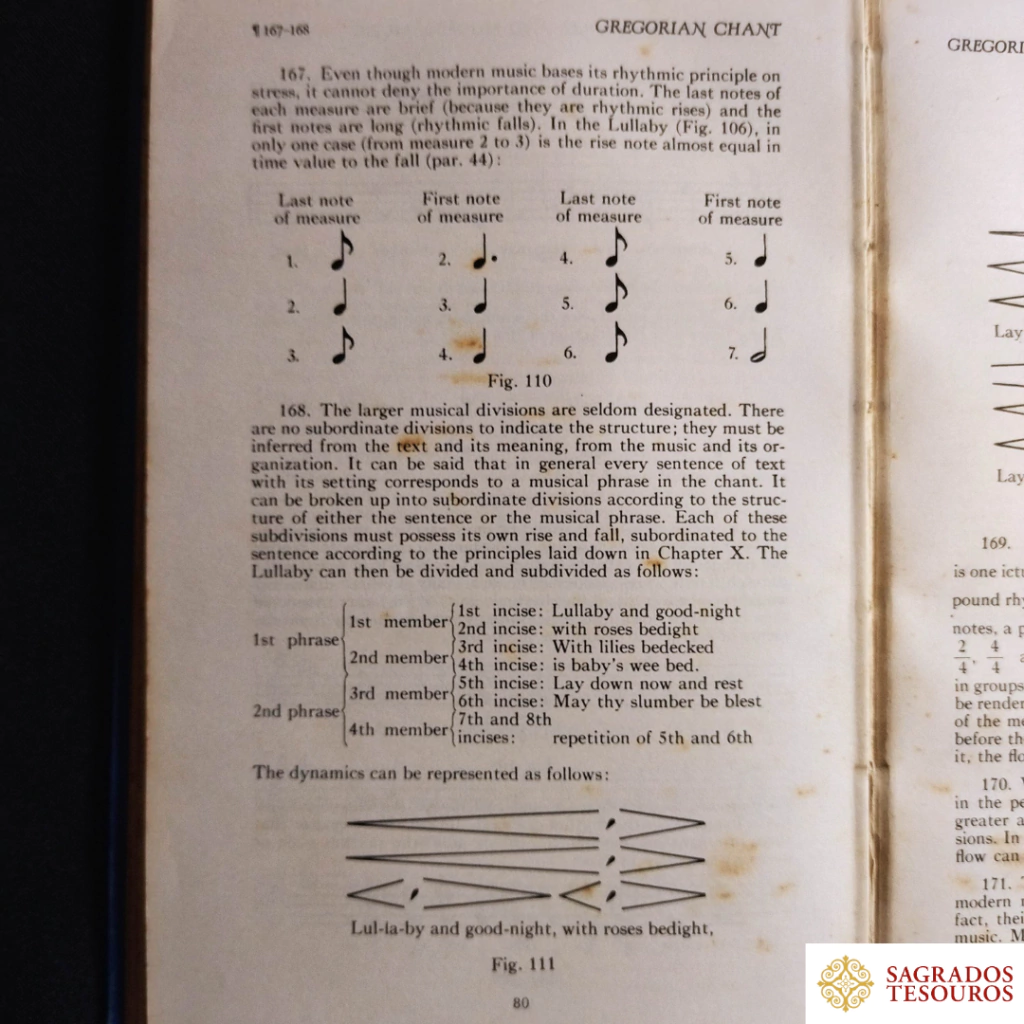 ¶ 167-168 GREGORIAN CHANT
167. Even though modern music bases its rhythmic principle on
stress, it cannot deny the importance of duration. The last notes of
each measure are brief (because they are rhythmic rises) and the
first notes are long (rhythmic falls). In the Lullaby (Fig. 106), in
only one case (from measure 2 to 3) is the rise note almost equal in
time value to the fall (par. 44):
Last note First note Last note First note
of measure of measure of measure of measure
1. 2. 4. 5.
2. 3. 5. 6.
3. 4. 6. 7.
Fig. 110
168. The larger musical divisions are seldom designated. There
are no subordinate divisions to indicate the structure; they must be
inferred from the text and its meaning, from the music and its or-
ganization. It can be said that in general every sentence of text
with its setting corresponds to a musical phrase in the chant. It
can be broken up into subordinate divisions according to the struc-
ture of either the sentence or the musical phrase. Each of these
subdivisions must possess its own rise and fall, subordinated to the
sentence according to the principles laid down in Chapter X. The
Lullaby can then be divided and subdivided as follows:
1st incise: Lullaby and good-night
1st member
2nd incise: with roses bedight
1st phrase
3rd incise: With lilies bedecked
2nd member
4th incise: is baby's wee bed.
5th incise: Lay down now and rest
3rd member
6th incise: May thy slumber be blest
2nd phrase
7th and 8th
4th member
incises: repetition of 5th and 6th
The dynamics can be represented as follows:
Lul-la-by and good-night, with roses bedight,
Fig. 111
80
GREGORI
Lay
Lay
169.
is one
pound
notes, a
2/4, 4/4
in groups
be
of the
before
it, the
170.
in the
greater
sions. In
flow can
171.
modern
fact,
music.
SAGRADOS
TESOUROS